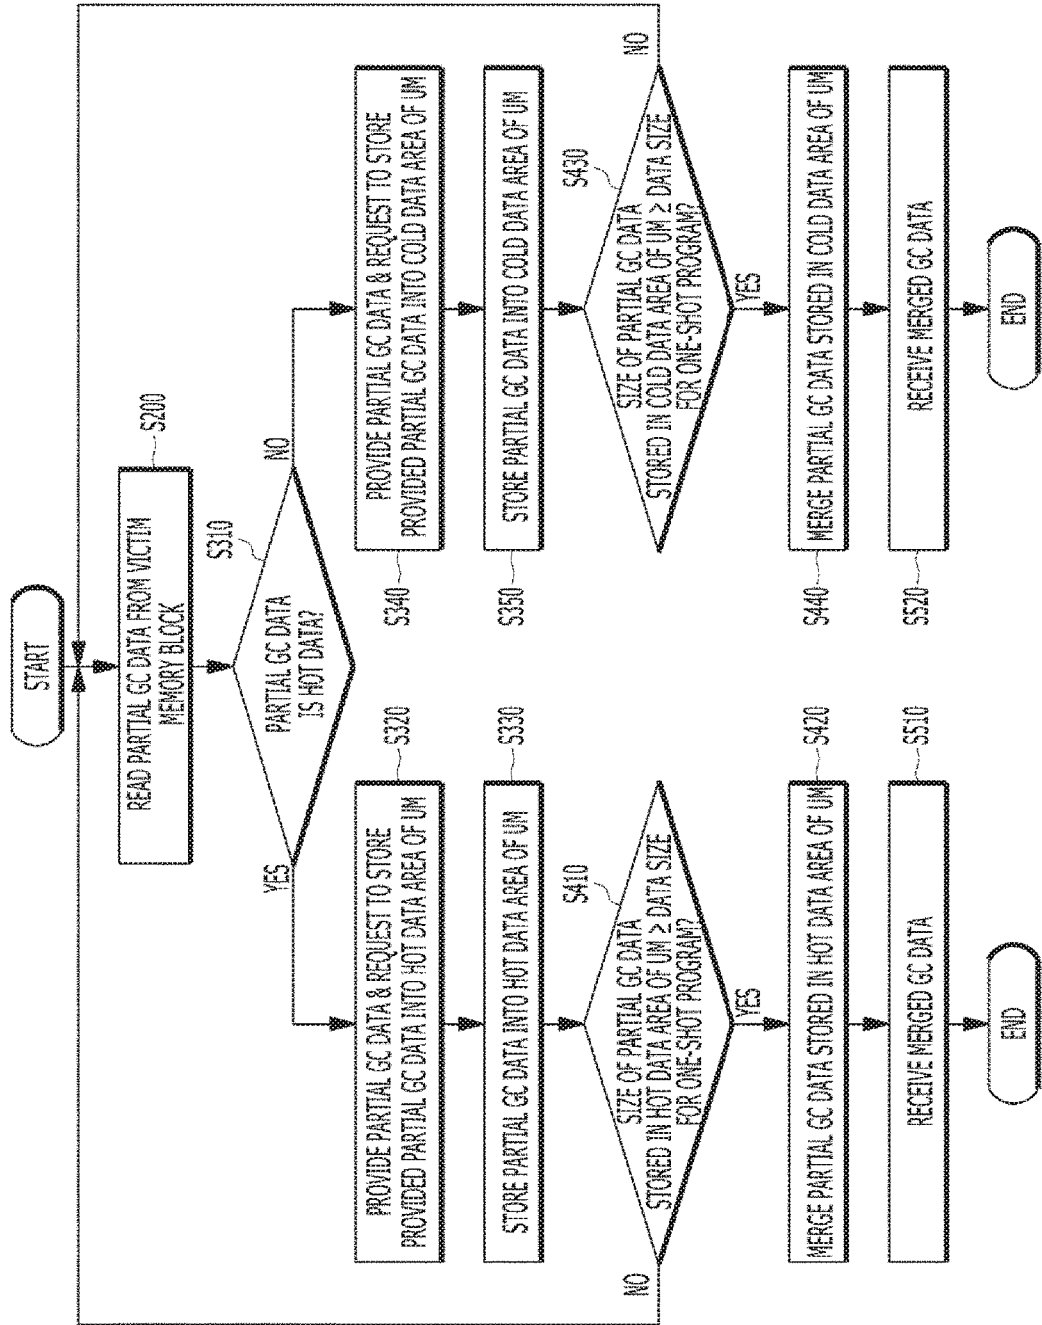 START
READ PARTIAL GC DATA FROM VICTIM
MEMORY BLOCK
S200
PARTIAL GC DATA
IS HOT DATA?
S310
YES
NO
PROVIDE PARTIAL GC DATA & REQUEST TO STORE
PROVIDED PARTIAL GC DATA INTO HOT DATA AREA OF UM
S320
STORE PARTIAL GC DATA INTO HOT DATA AREA OF UM
S330
SIZE OF PARTIAL GC DATA
STORED IN HOT DATA AREA OF UM ≥ DATA SIZE
FOR ONE-SHOT PROGRAM?
S410
NO
YES
MERGE PARTIAL GC DATA STORED IN HOT DATA AREA OF UM
S420
RECEIVE MERGED GC DATA
S510
END
PROVIDE PARTIAL GC DATA & REQUEST TO STORE
PROVIDED PARTIAL GC DATA INTO COLD DATA AREA OF UM
S340
STORE PARTIAL GC DATA INTO COLD DATA AREA OF UM
S350
SIZE OF PARTIAL GC DATA
STORED IN COLD DATA AREA OF UM ≥ DATA SIZE
FOR ONE-SHOT PROGRAM?
S430
NO
YES
MERGE PARTIAL GC DATA STORED IN COLD DATA AREA OF UM
S440
RECEIVE MERGED GC DATA
S520
END